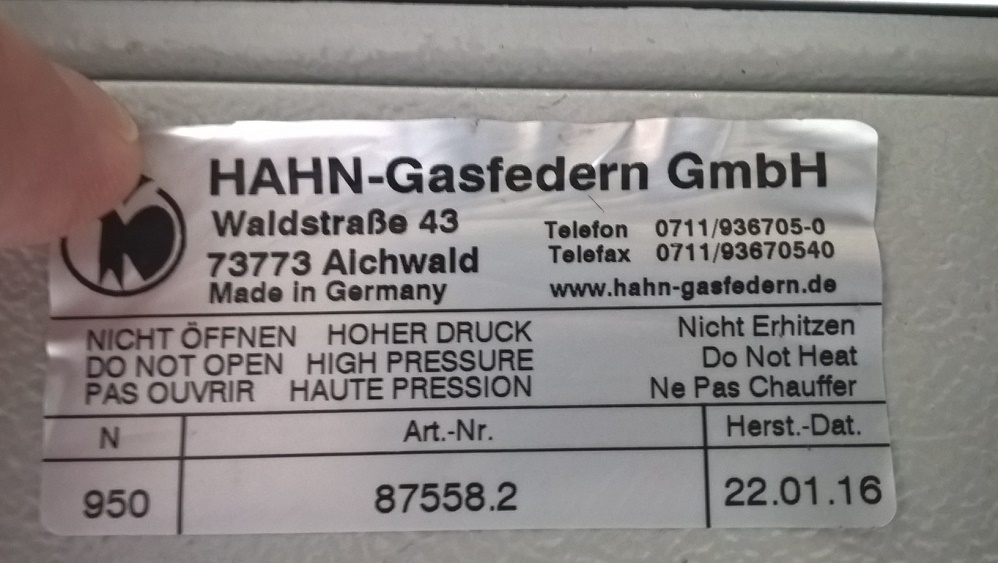 HAHN-Gasfedern GmbH
Waldstraße 43
73773 Aichwald
Made in Germany
Telefon 0711/936705-0
Telefax 0711/93670540
www.hahn-gasfedern.de
NICHT ÖFFNEN HOHER DRUCK
DO NOT OPEN HIGH PRESSURE
PAS OUVRIR HAUTE PRESSION
Nicht Erhitzen
Do Not Heat
Ne Pas Chauffer
N Art.-Nr. Herst.-Dat.
950 87558.2 22.01.16